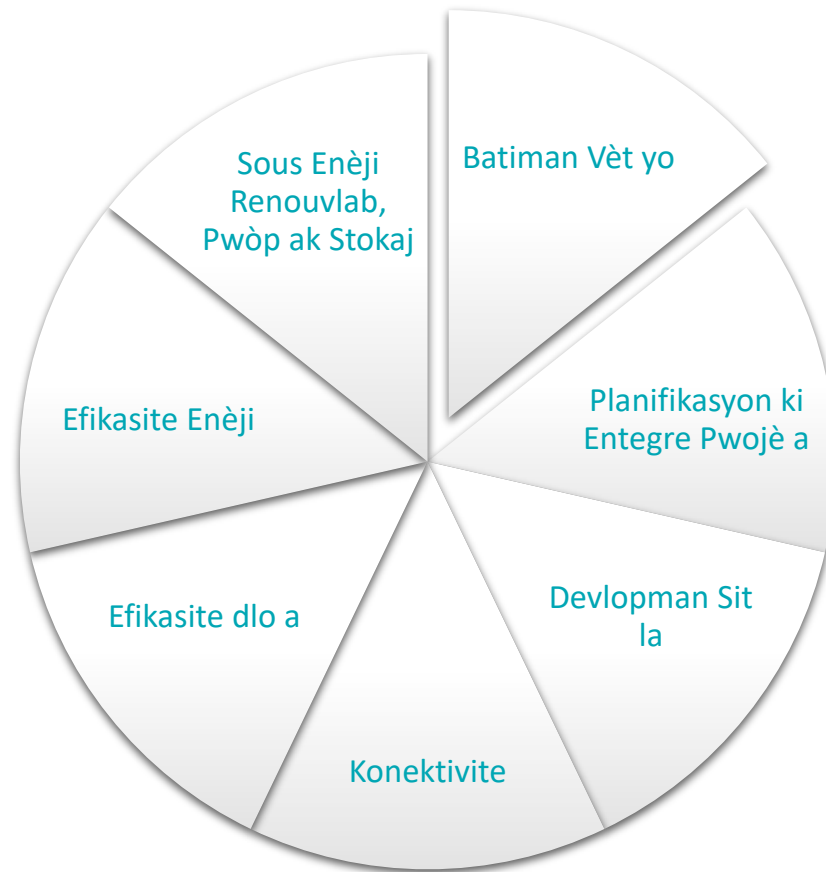 Batiman Vèt yo
Planifikasyon ki
Entegre Pwojè a
Devlopman Sit
la
Konektivite
Efikasite dlo a
Efikasite Enèji
Sous Enèji
Renouvlab,
Pwòp ak Stokaj